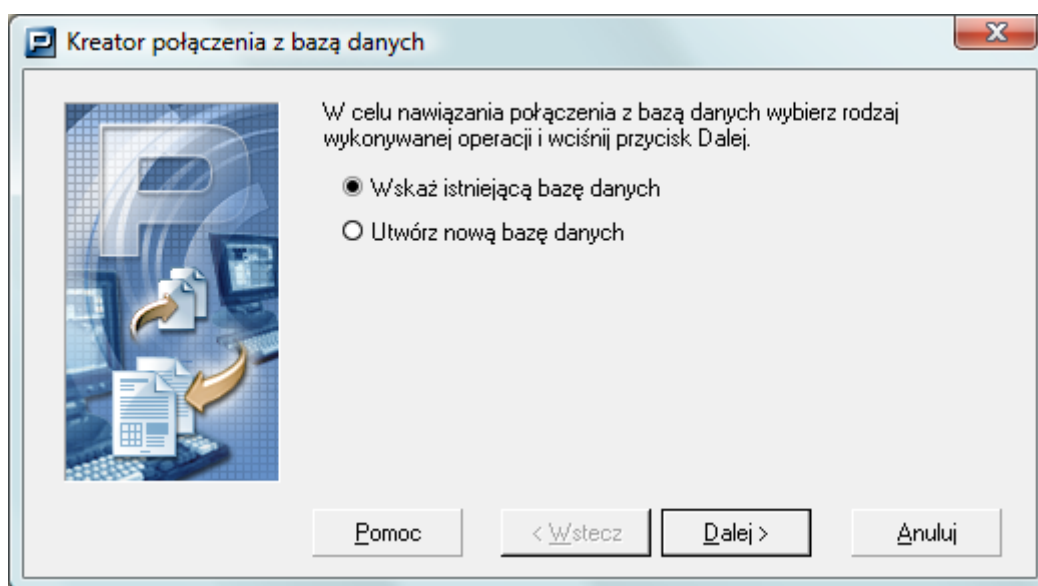 Kreator połączenia z bazą danych
W celu nawiązania połączenia z bazą danych wybierz rodzaj
wykonywanej operacji i wciśnij przycisk Dalej.
Wskaż istniejącą bazę danych
Utwórz nową bazę danych
Pomoc
< Wstecz
Dalej >
Anuluj